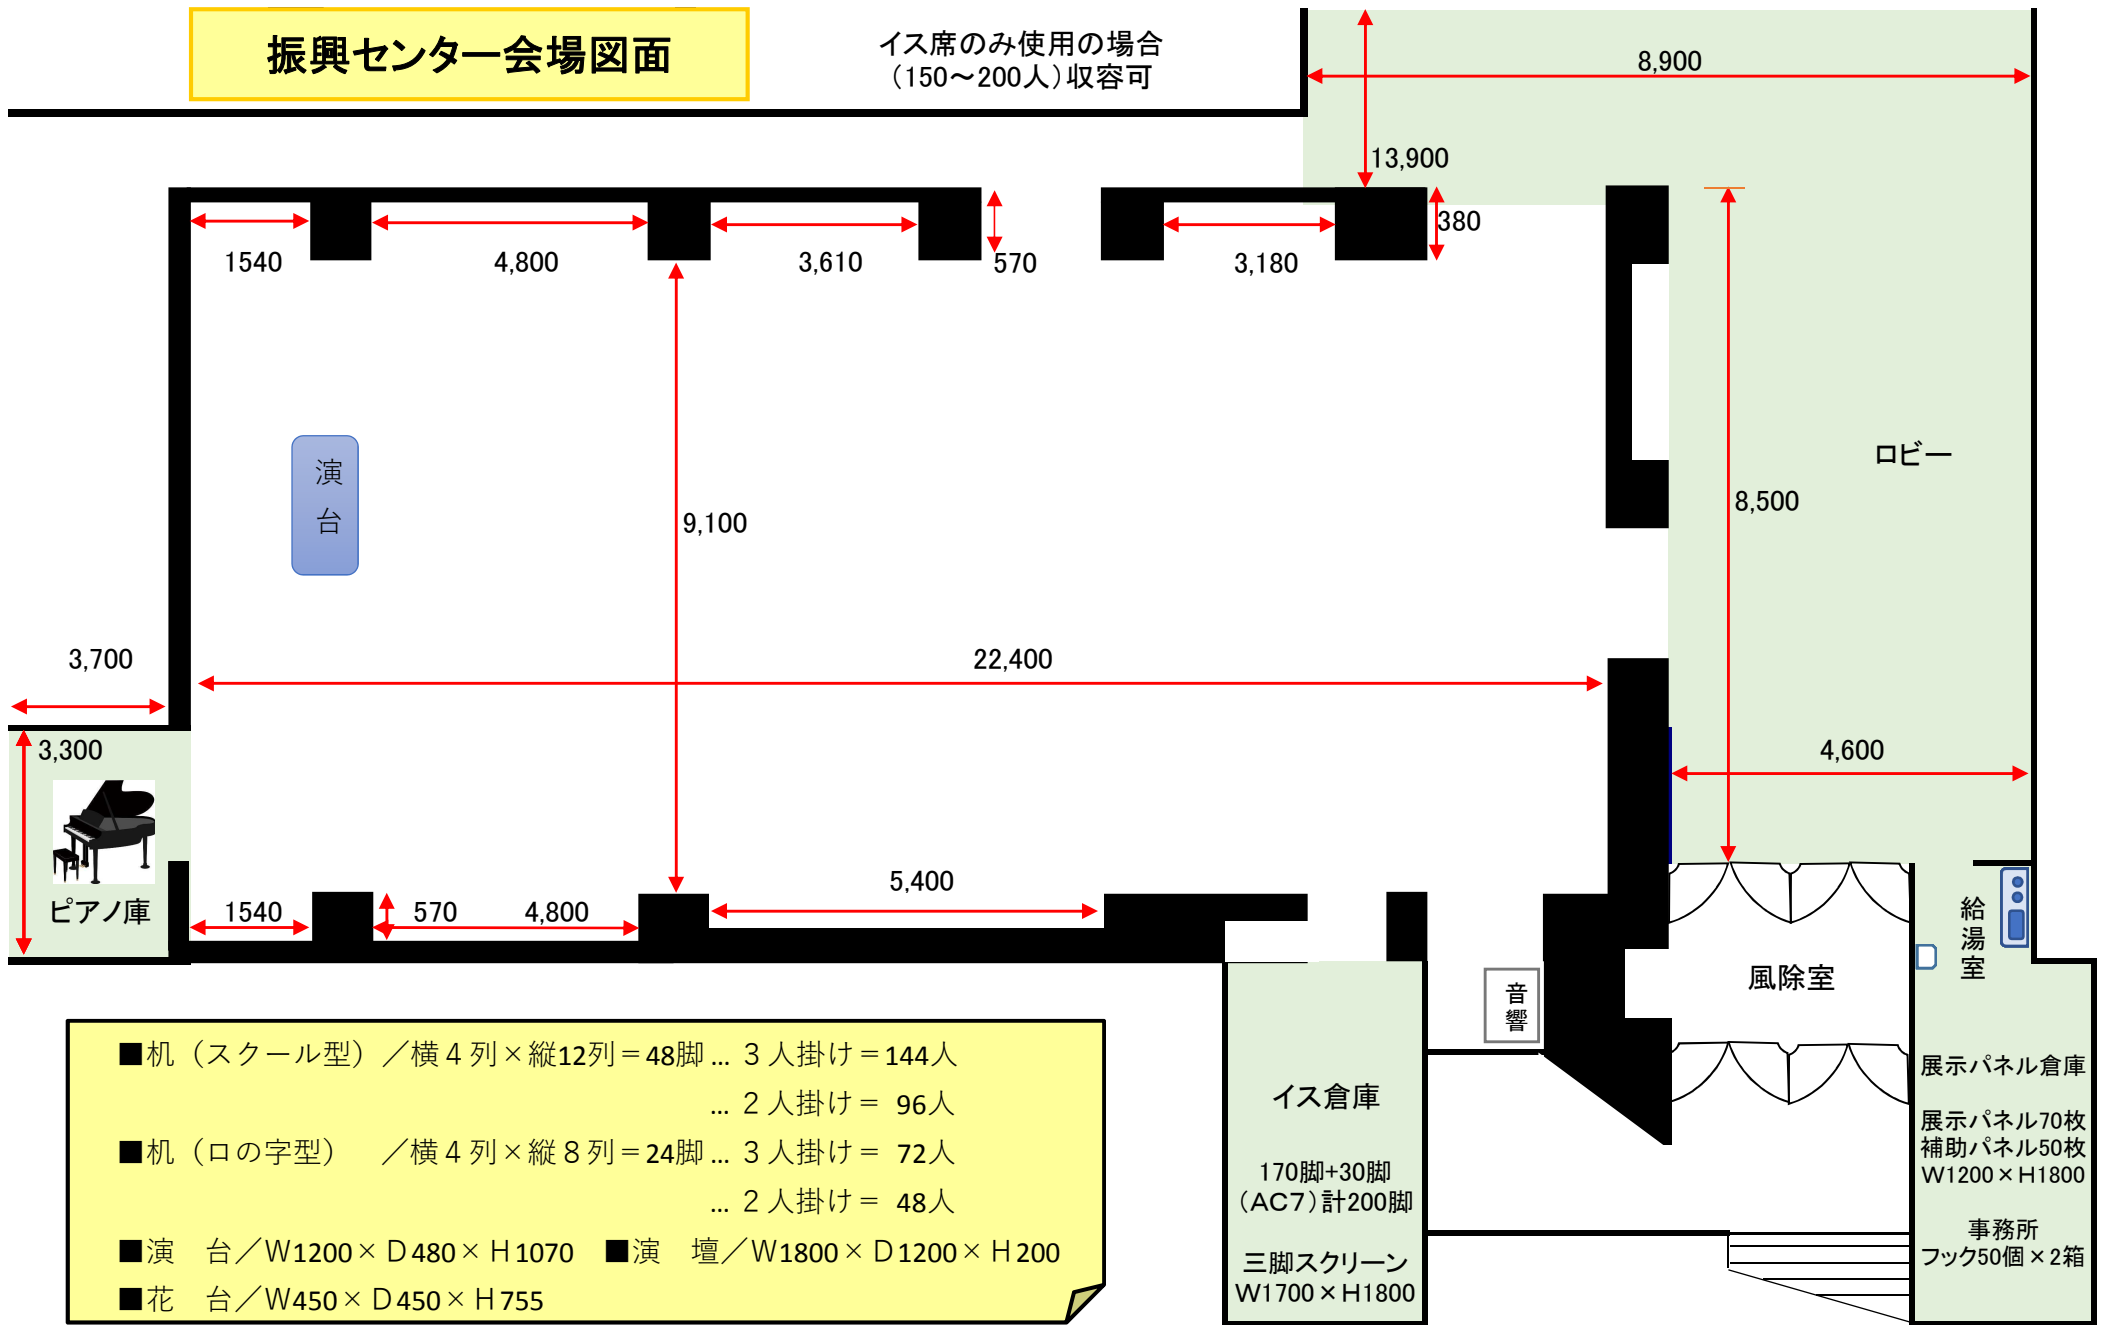 振興センター会場図面
イス席のみ使用の場合
（150～200人）収容可
8,900
13,900
1540
4,800
3,610
570
3,180
380
演
台
9,100
ロビー
8,500
3,700
22,400
3,300
4,600
ピアノ庫
1540
570
4,800
5,400
給
湯
室
風除室
音
響
■机（スクール型）／横４列×縦12列＝48脚 … ３人掛け＝144人
… ２人掛け＝ 96人
■机（ロの字型）　／横４列×縦８列＝24脚 … ３人掛け＝ 72人
… ２人掛け＝ 48人
■演　台／W1200×D480×H1070　■演　壇／W1800×D1200×H200
■花　台／W450×D450×H755
イス倉庫
170脚+30脚
（AC7）計200脚
三脚スクリーン
W1700×H1800
展示パネル倉庫
展示パネル70枚
補助パネル50枚
W1200×H1800
事務所
フック50個×2箱